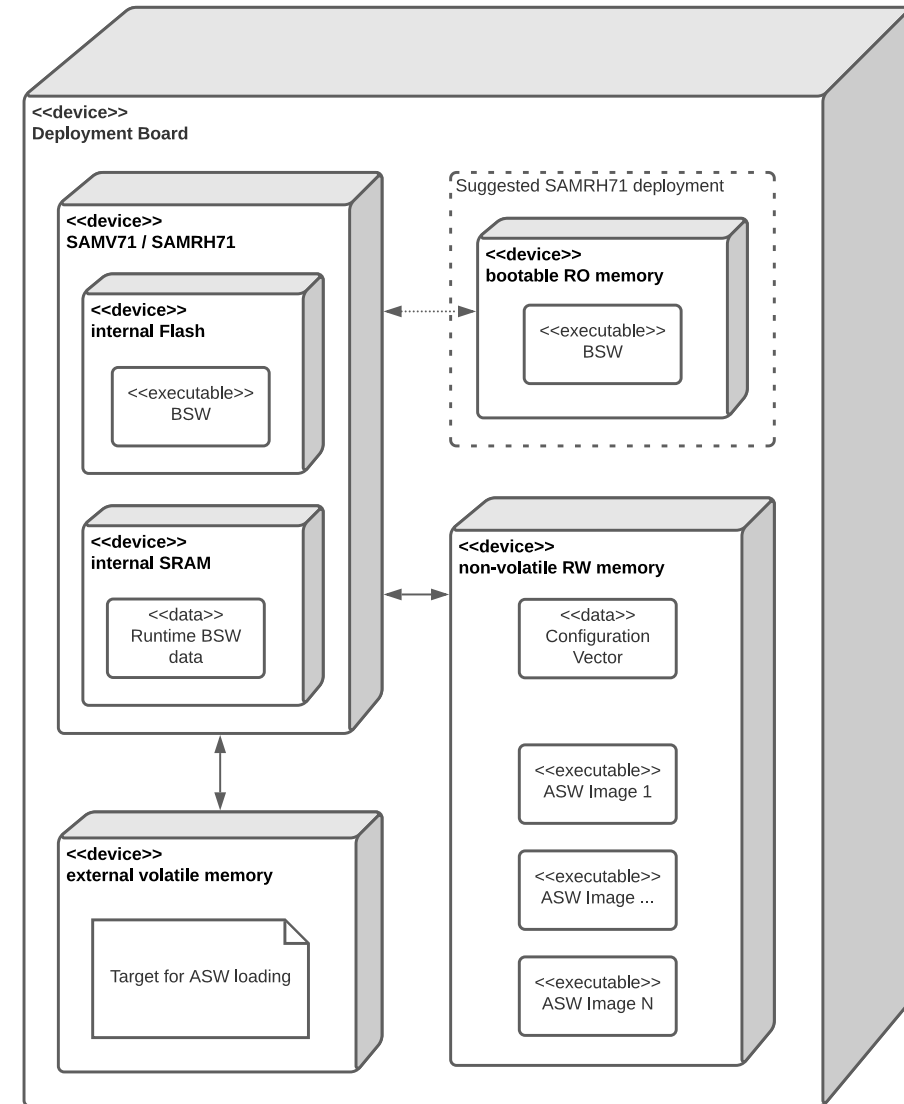 <<device>>
Deployment Board
<<device>>
SAMV71 / SAMRH71
<<device>>
internal Flash
<<executable>>
BSW
<<device>>
internal SRAM
<<data>>
Runtime BSW
data
Suggested SAMRH71 deployment
<<device>>
bootable RO memory
<<executable>>
BSW
<<device>>
non-volatile RW memory
<<data>>
Configuration
Vector
<<executable>>
ASW Image 1
<<executable>>
ASW Image ...
<<executable>>
ASW Image N
<<device>>
external volatile memory
Target for ASW loading